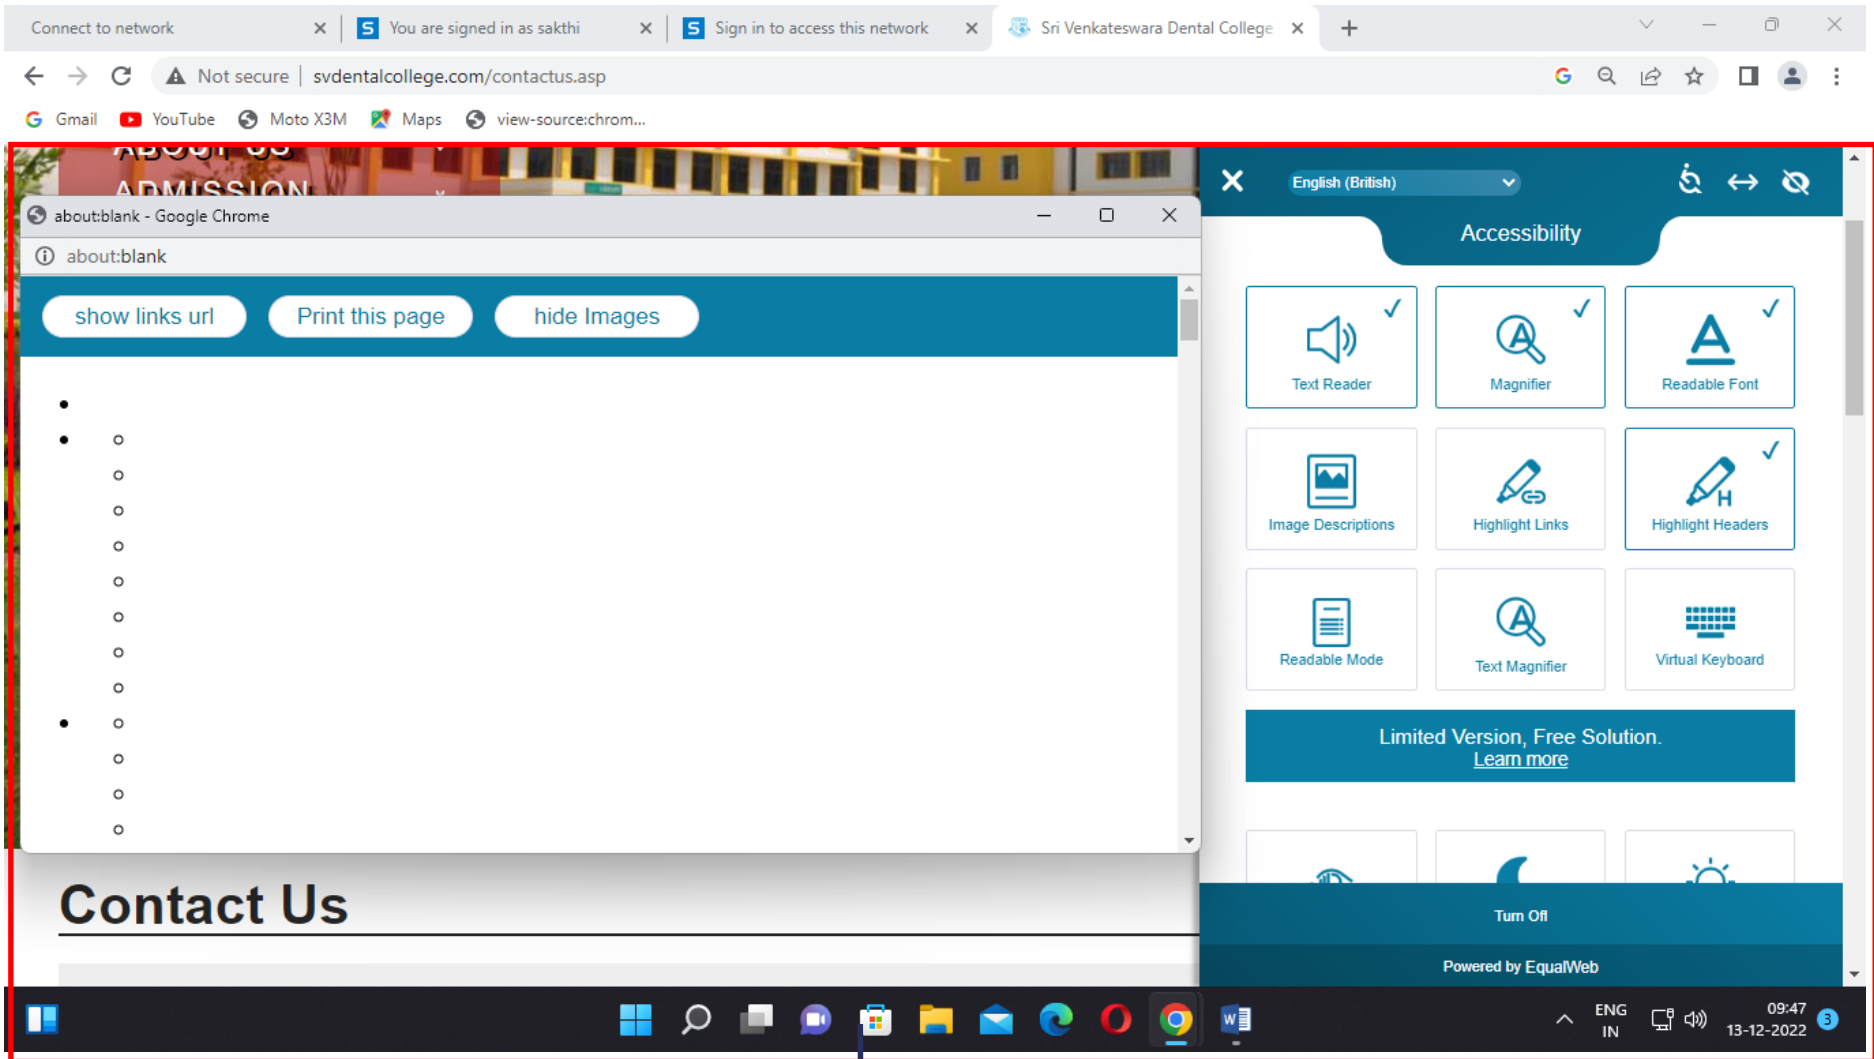 Connect to network
You are signed in as sakthi
Sign in to access this network
Sri Venkateswara Dental College
Not secure
svdentalcollege.com/contactus.asp
Gmail
YouTube
Moto X3M
Maps
view-source:chrom...
ABOUT US
ADMISSION
about:blank - Google Chrome
about:blank
show links url
Print this page
hide Images
Contact Us
English (British)
Accessibility
Text Reader
Magnifier
Readable Font
Image Descriptions
Highlight Links
Highlight Headers
Readable Mode
Text Magnifier
Virtual Keyboard
Limited Version, Free Solution.
Learn more
Turn Off
Powered by EqualWeb
ENG
IN
09:47
13-12-2022
3